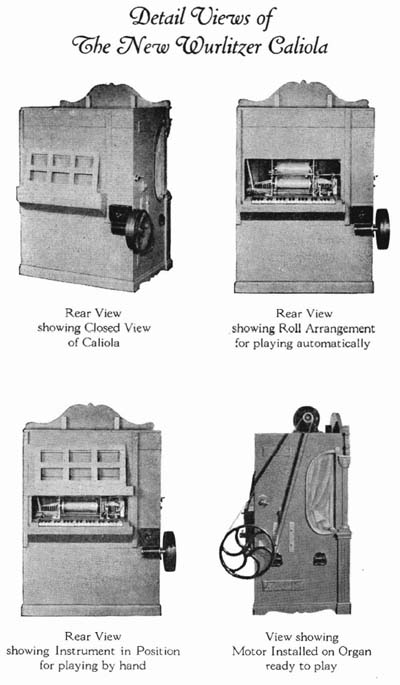 Detail Views of
The New Wurlitzer Caliola
Rear View
showing Closed View
of Caliola
Rear View
showing Roll Arrangement
for playing automatically
Rear View
showing Instrument in Position
for playing by hand
View showing
Motor Installed on Organ
ready to play